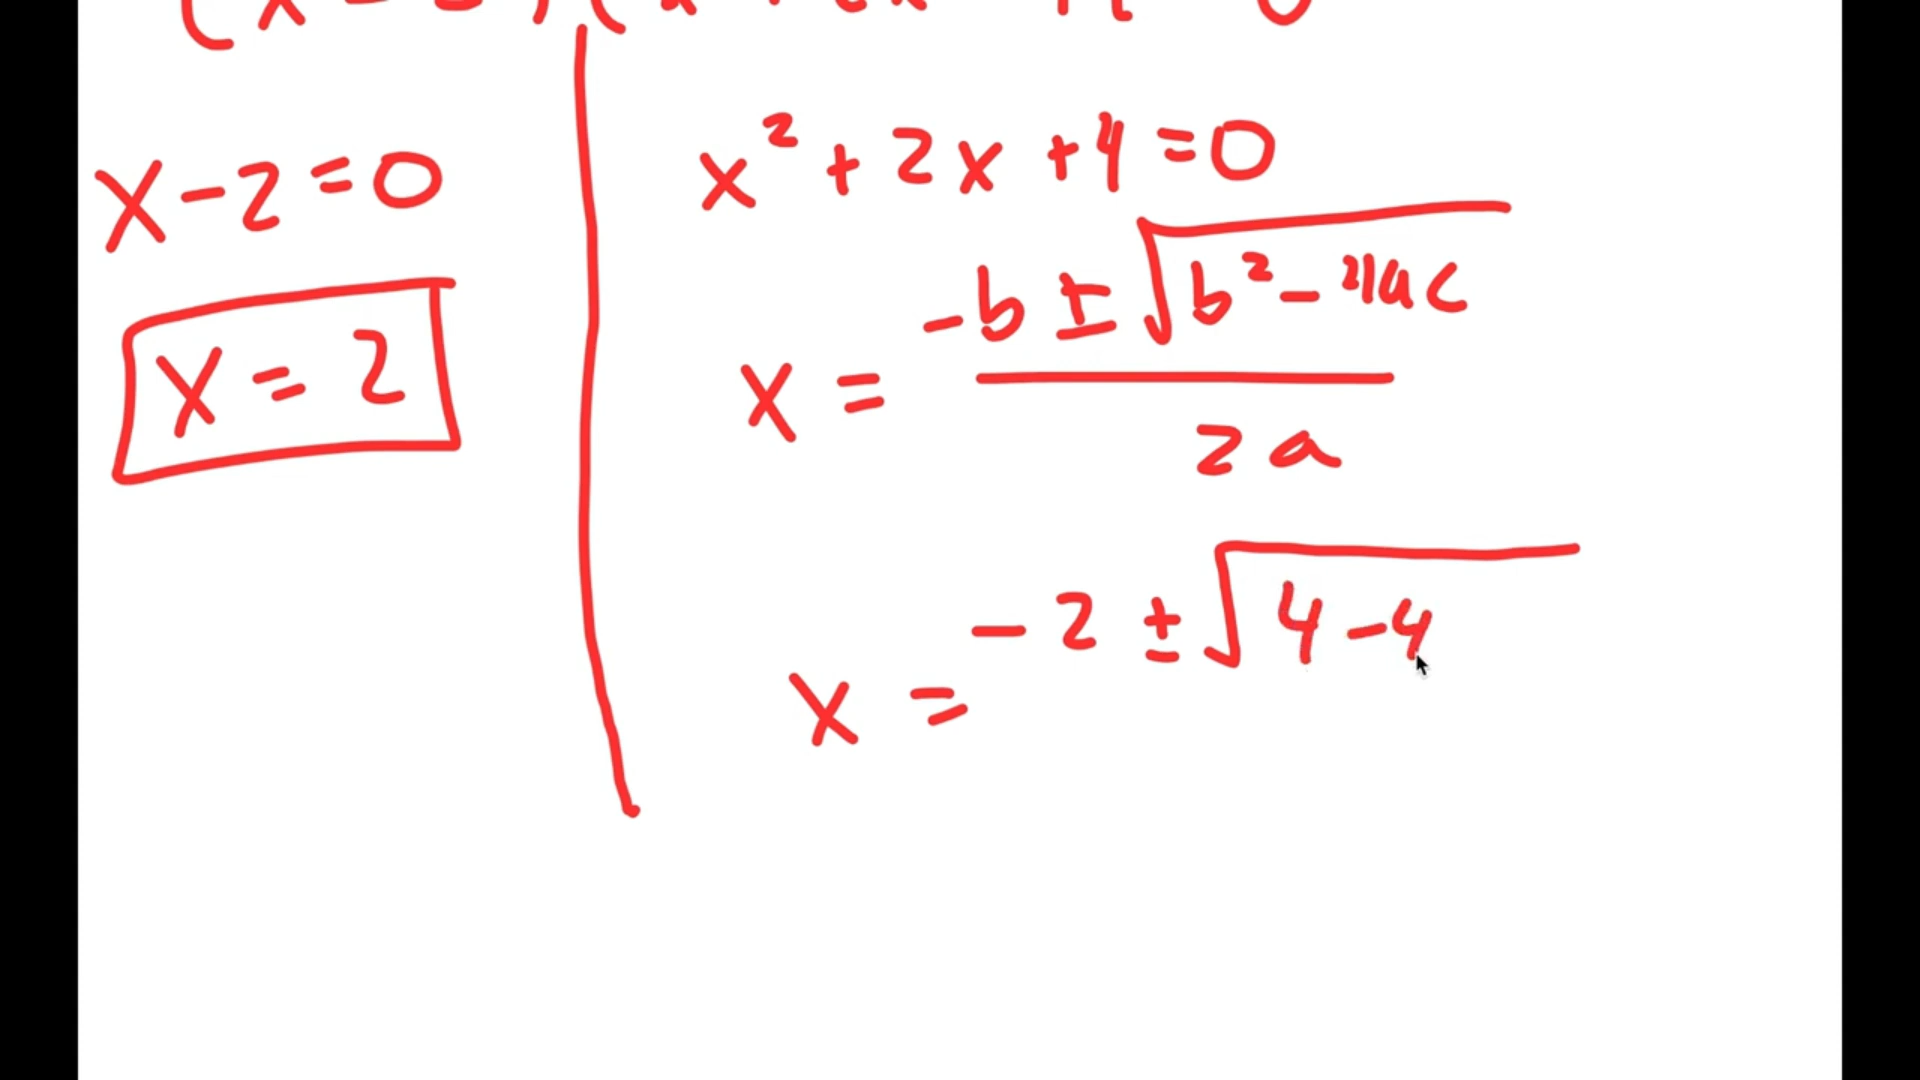 x - 2 = 0
x = 2
x² + 2x + 4 = 0
x = -b ± √b² - 4ac
2a
x = -2 ± √4 - 4